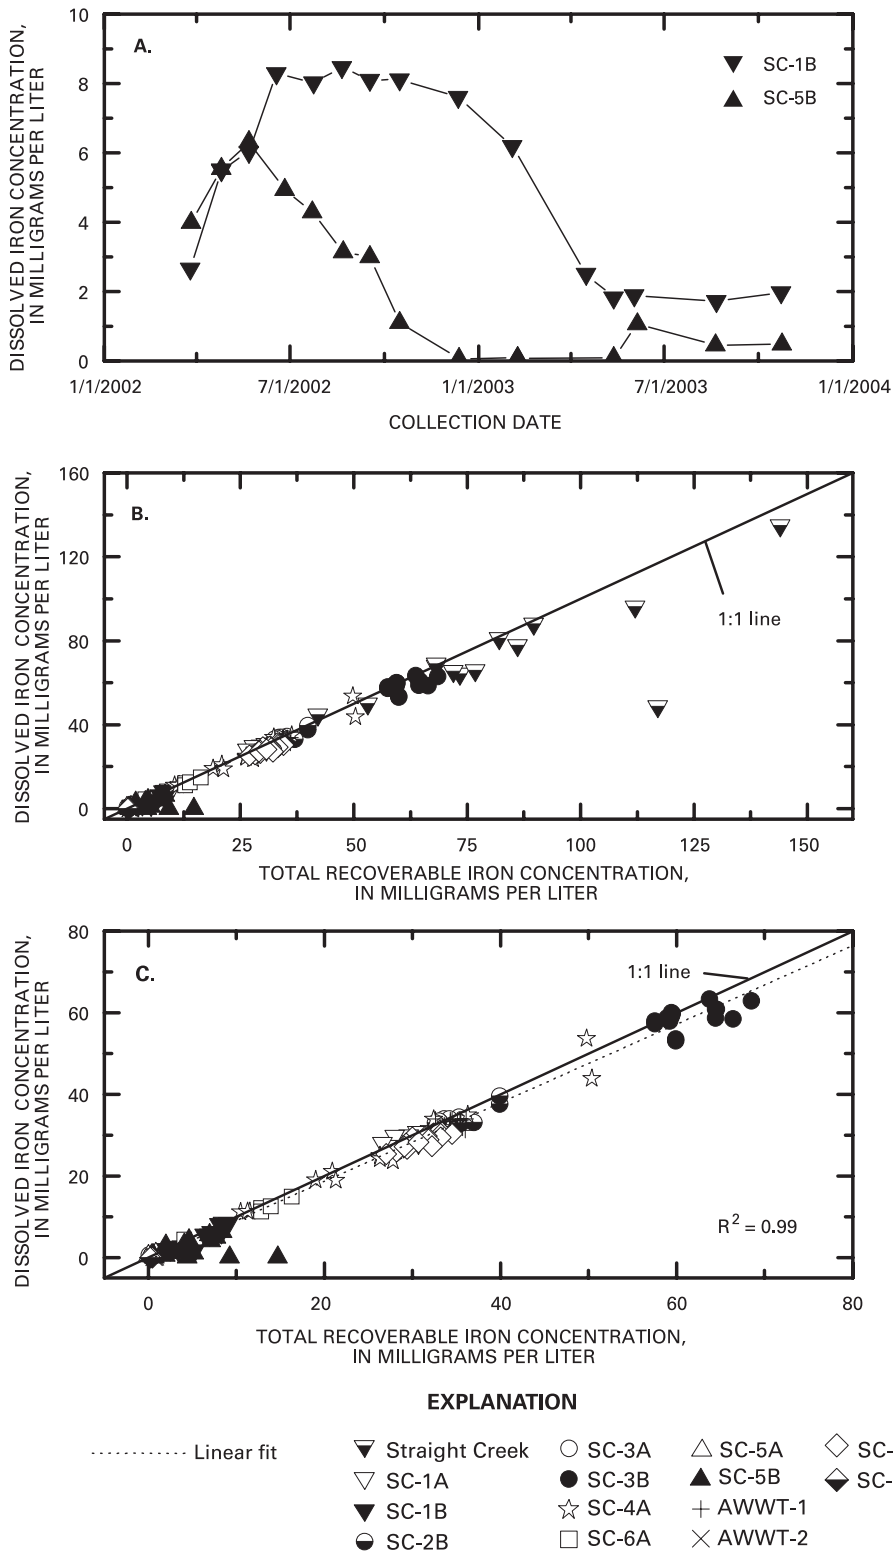 A.
SC-1B
SC-5B
DISSOLVED IRON CONCENTRATION,
IN MILLIGRAMS PER LITER
10
8
6
4
2
0
1/1/2002
7/1/2002
1/1/2003
7/1/2003
1/1/2004
COLLECTION DATE
B.
DISSOLVED IRON CONCENTRATION,
IN MILLIGRAMS PER LITER
160
120
80
40
0
1:1 line
0
25
50
75
100
125
150
TOTAL RECOVERABLE IRON CONCENTRATION,
IN MILLIGRAMS PER LITER
C.
DISSOLVED IRON CONCENTRATION,
IN MILLIGRAMS PER LITER
80
60
40
20
0
1:1 line
R² = 0.99
0
20
40
60
80
TOTAL RECOVERABLE IRON CONCENTRATION,
IN MILLIGRAMS PER LITER
EXPLANATION
Linear fit
Straight Creek
SC-1A
SC-1B
SC-2B
SC-3A
SC-3B
SC-4A
SC-6A
SC-5A
SC-5B
AWWT-1
AWWT-2
SC-
SC-